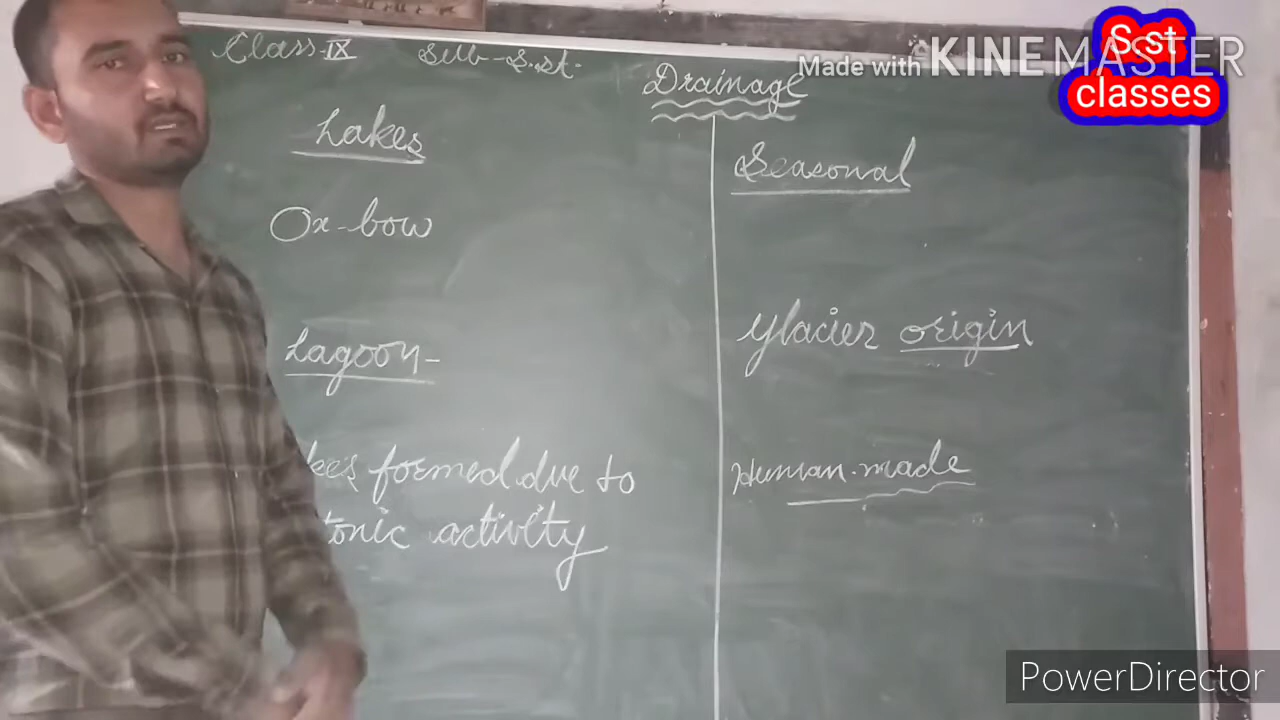 Class-IX Sub-S.st.
Drainage
Lakes
Ox-bow
Lagoon-
formed due to
activity
Seasonal
Glacier origin
Human-made
Made with KINEMASTER
S.st
classes
PowerDirector